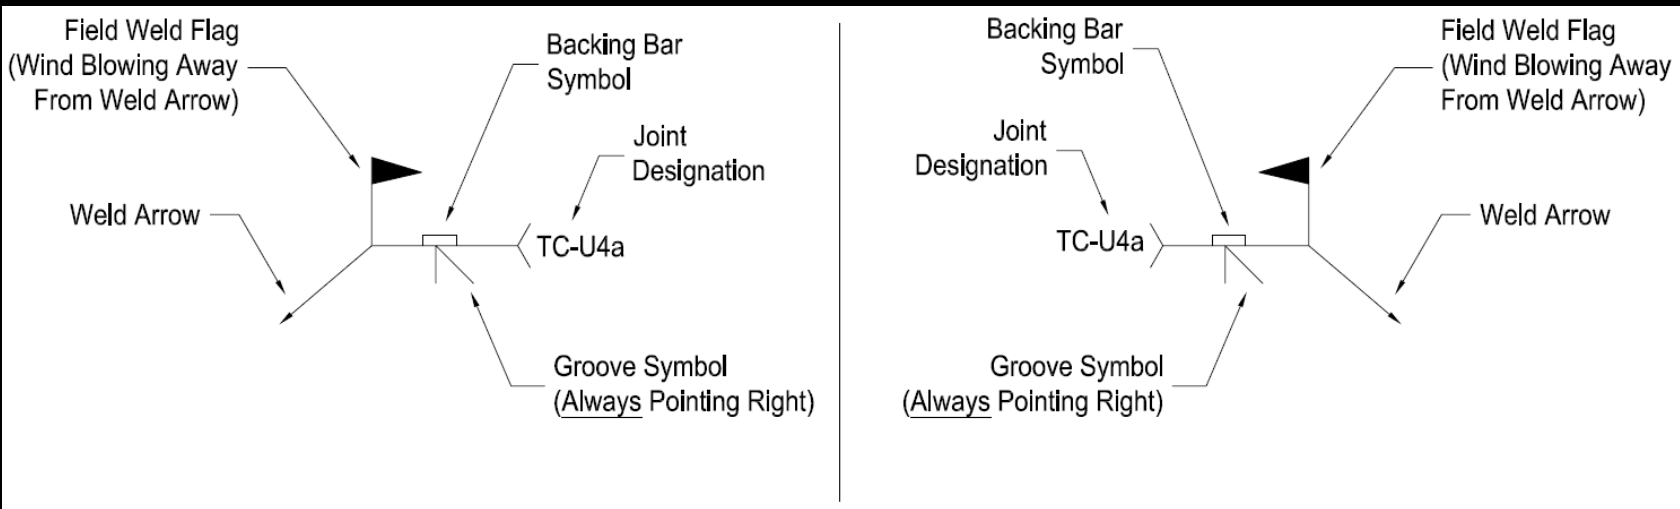 Field Weld Flag
(Wind Blowing Away
From Weld Arrow)
Backing Bar
Symbol
Joint
Designation
Weld Arrow
TC-U4a
Groove Symbol
(Always Pointing Right)
Backing Bar
Symbol
Field Weld Flag
(Wind Blowing Away
From Weld Arrow)
Joint
Designation
Weld Arrow
TC-U4a
Groove Symbol
(Always Pointing Right)